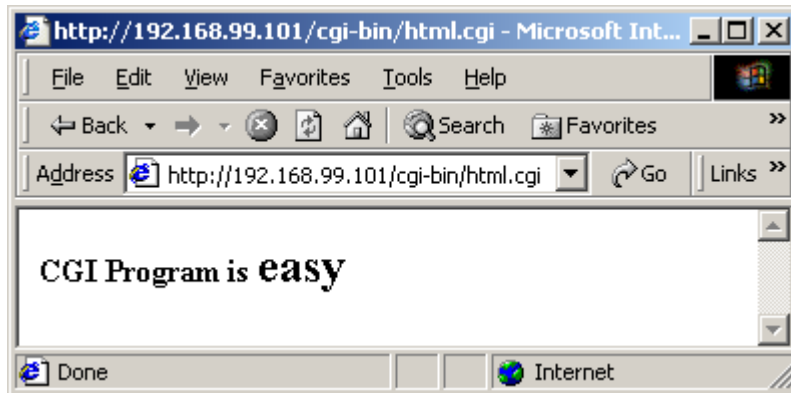 http://192.168.99.101/cgi-bin/html.cgi - Microsoft Int...
File Edit View Favorites Tools Help
Back Search Favorites »
Address http://192.168.99.101/cgi-bin/html.cgi Go Links »
CGI Program is easy
Done Internet